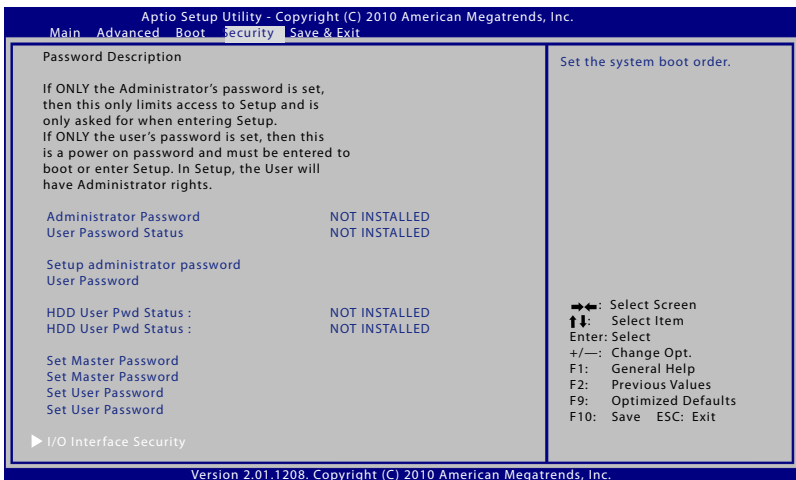 Aptio Setup Utility - Copyright (C) 2010 American Megatrends, Inc.
Main Advanced Boot Security Save & Exit
Password Description
If ONLY the Administrator's password is set,
then this only limits access to Setup and is
only asked for when entering Setup.
If ONLY the user's password is set, then this
is a power on password and must be entered to
boot or enter Setup. In Setup, the User will
have Administrator rights.
Administrator Password NOT INSTALLED
User Password Status NOT INSTALLED
Setup administrator password
User Password
HDD User Pwd Status : NOT INSTALLED
HDD User Pwd Status : NOT INSTALLED
Set Master Password
Set Master Password
Set User Password
Set User Password
I/O Interface Security
Set the system boot order.
→←: Select Screen
↑↓: Select Item
Enter: Select
+/—: Change Opt.
F1: General Help
F2: Previous Values
F9: Optimized Defaults
F10: Save ESC: Exit
Version 2.01.1208. Copyright (C) 2010 American Megatrends, Inc.